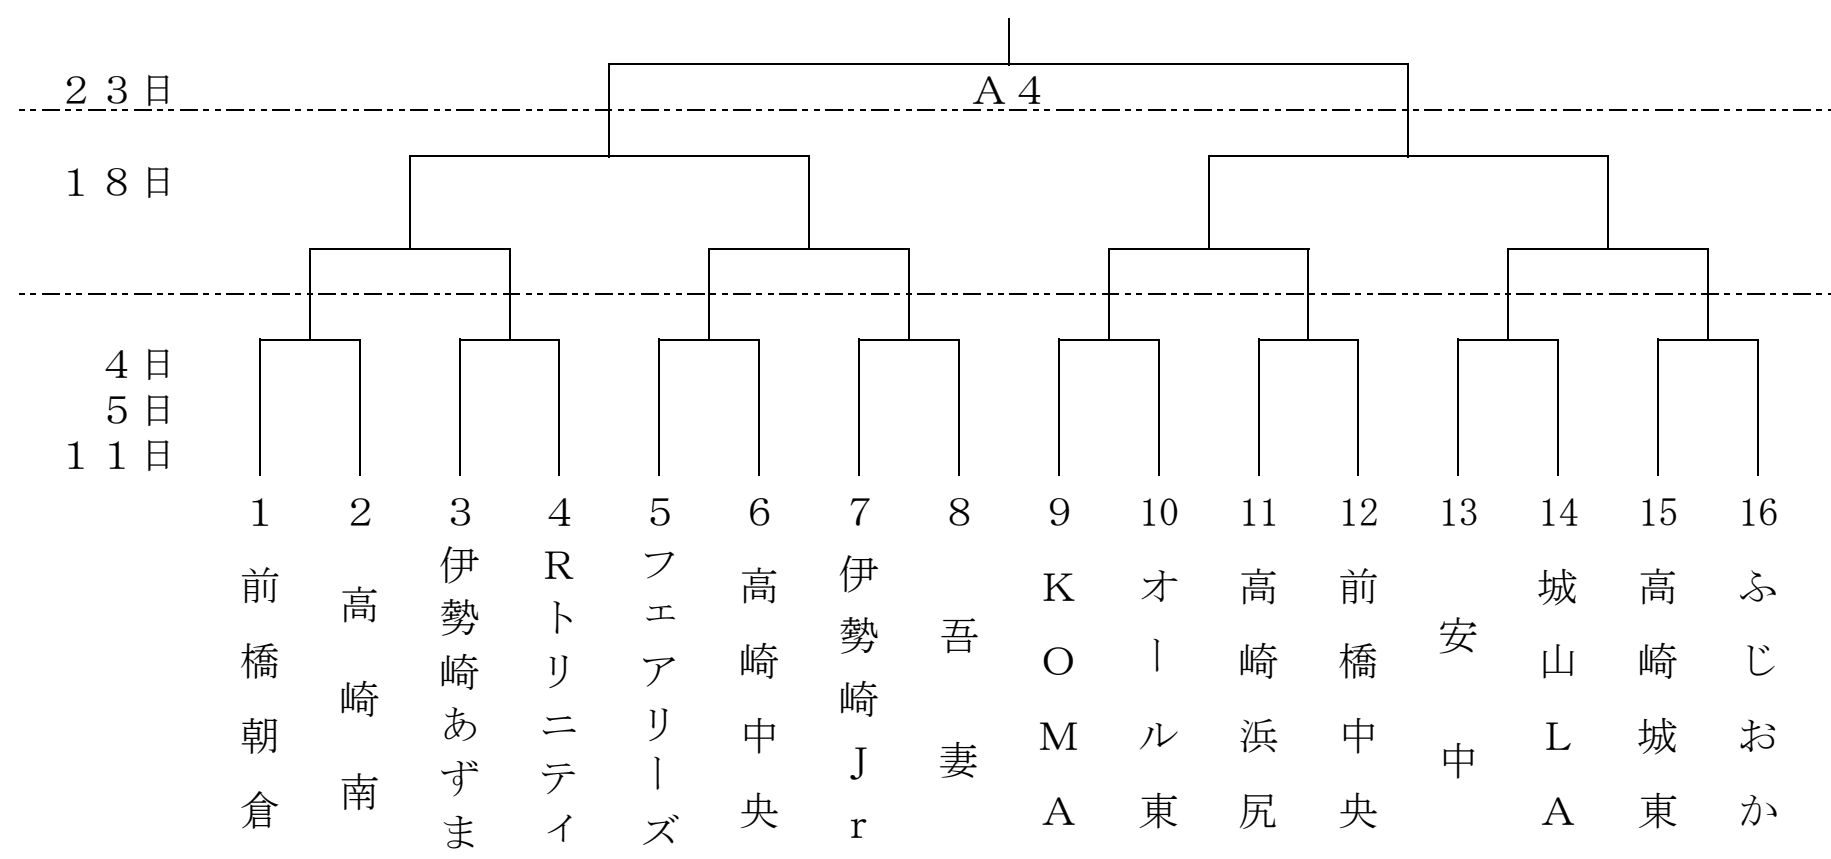 ２３日
Ａ４
１８日
４日
５日
１１日
１ ２ ３ ４ ５ ６ ７ ８ ９ 10 11 12 13 14 15 16
前橋朝倉
高崎南
伊勢崎あずま
Ｒトリニティ
フェアリーズ
高崎中央
伊勢崎Ｊｒ
吾妻
ＫＯＭＡ
オール東
高崎浜尻
前橋中央
安中
城山ＬＡ
高崎城東
ふじおか